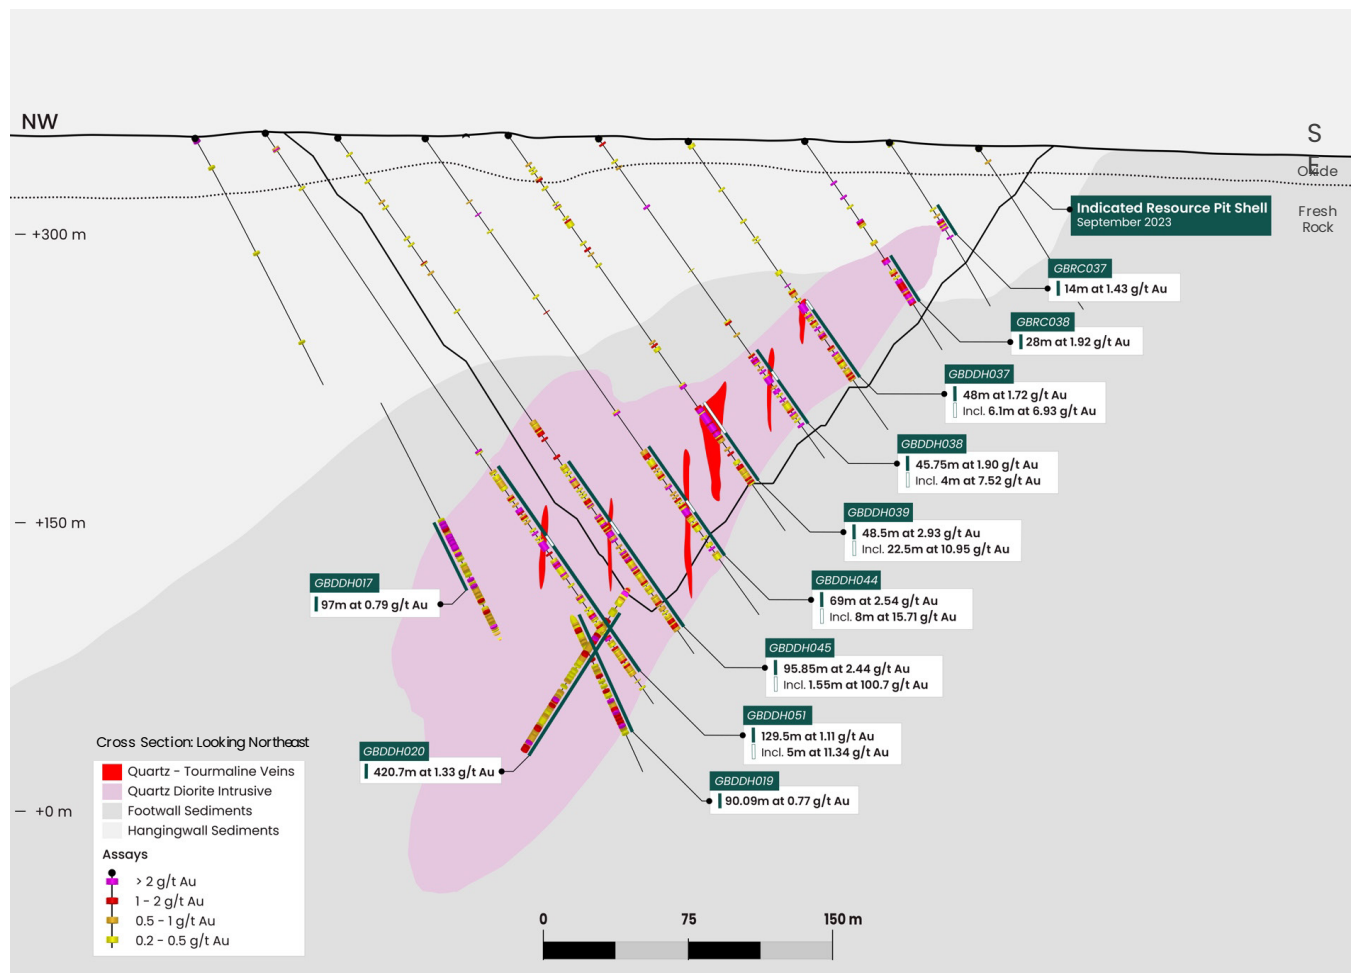 NW
S
E
Oxide
Fresh
Rock
+300 m
+150 m
+0 m
Indicated Resource Pit Shell
September 2023
GBRC037
14m at 1.43 g/t Au
GBRC038
28m at 1.92 g/t Au
GBDDH037
48m at 1.72 g/t Au
Incl. 6.1m at 6.93 g/t Au
GBDDH038
45.75m at 1.90 g/t Au
Incl. 4m at 7.52 g/t Au
GBDDH039
48.5m at 2.93 g/t Au
Incl. 22.5m at 10.95 g/t Au
GBDDH044
69m at 2.54 g/t Au
Incl. 8m at 15.71 g/t Au
GBDDH045
95.85m at 2.44 g/t Au
Incl. 1.55m at 100.7 g/t Au
GBDDH051
129.5m at 1.11 g/t Au
Incl. 5m at 11.34 g/t Au
GBDDH019
90.09m at 0.77 g/t Au
GBDDH017
97m at 0.79 g/t Au
GBDDH020
420.7m at 1.33 g/t Au
Cross Section: Looking Northeast
Quartz - Tourmaline Veins
Quartz Diorite Intrusive
Footwall Sediments
Hangingwall Sediments
Assays
> 2 g/t Au
1 - 2 g/t Au
0.5 - 1 g/t Au
0.2 - 0.5 g/t Au
0 75 150 m